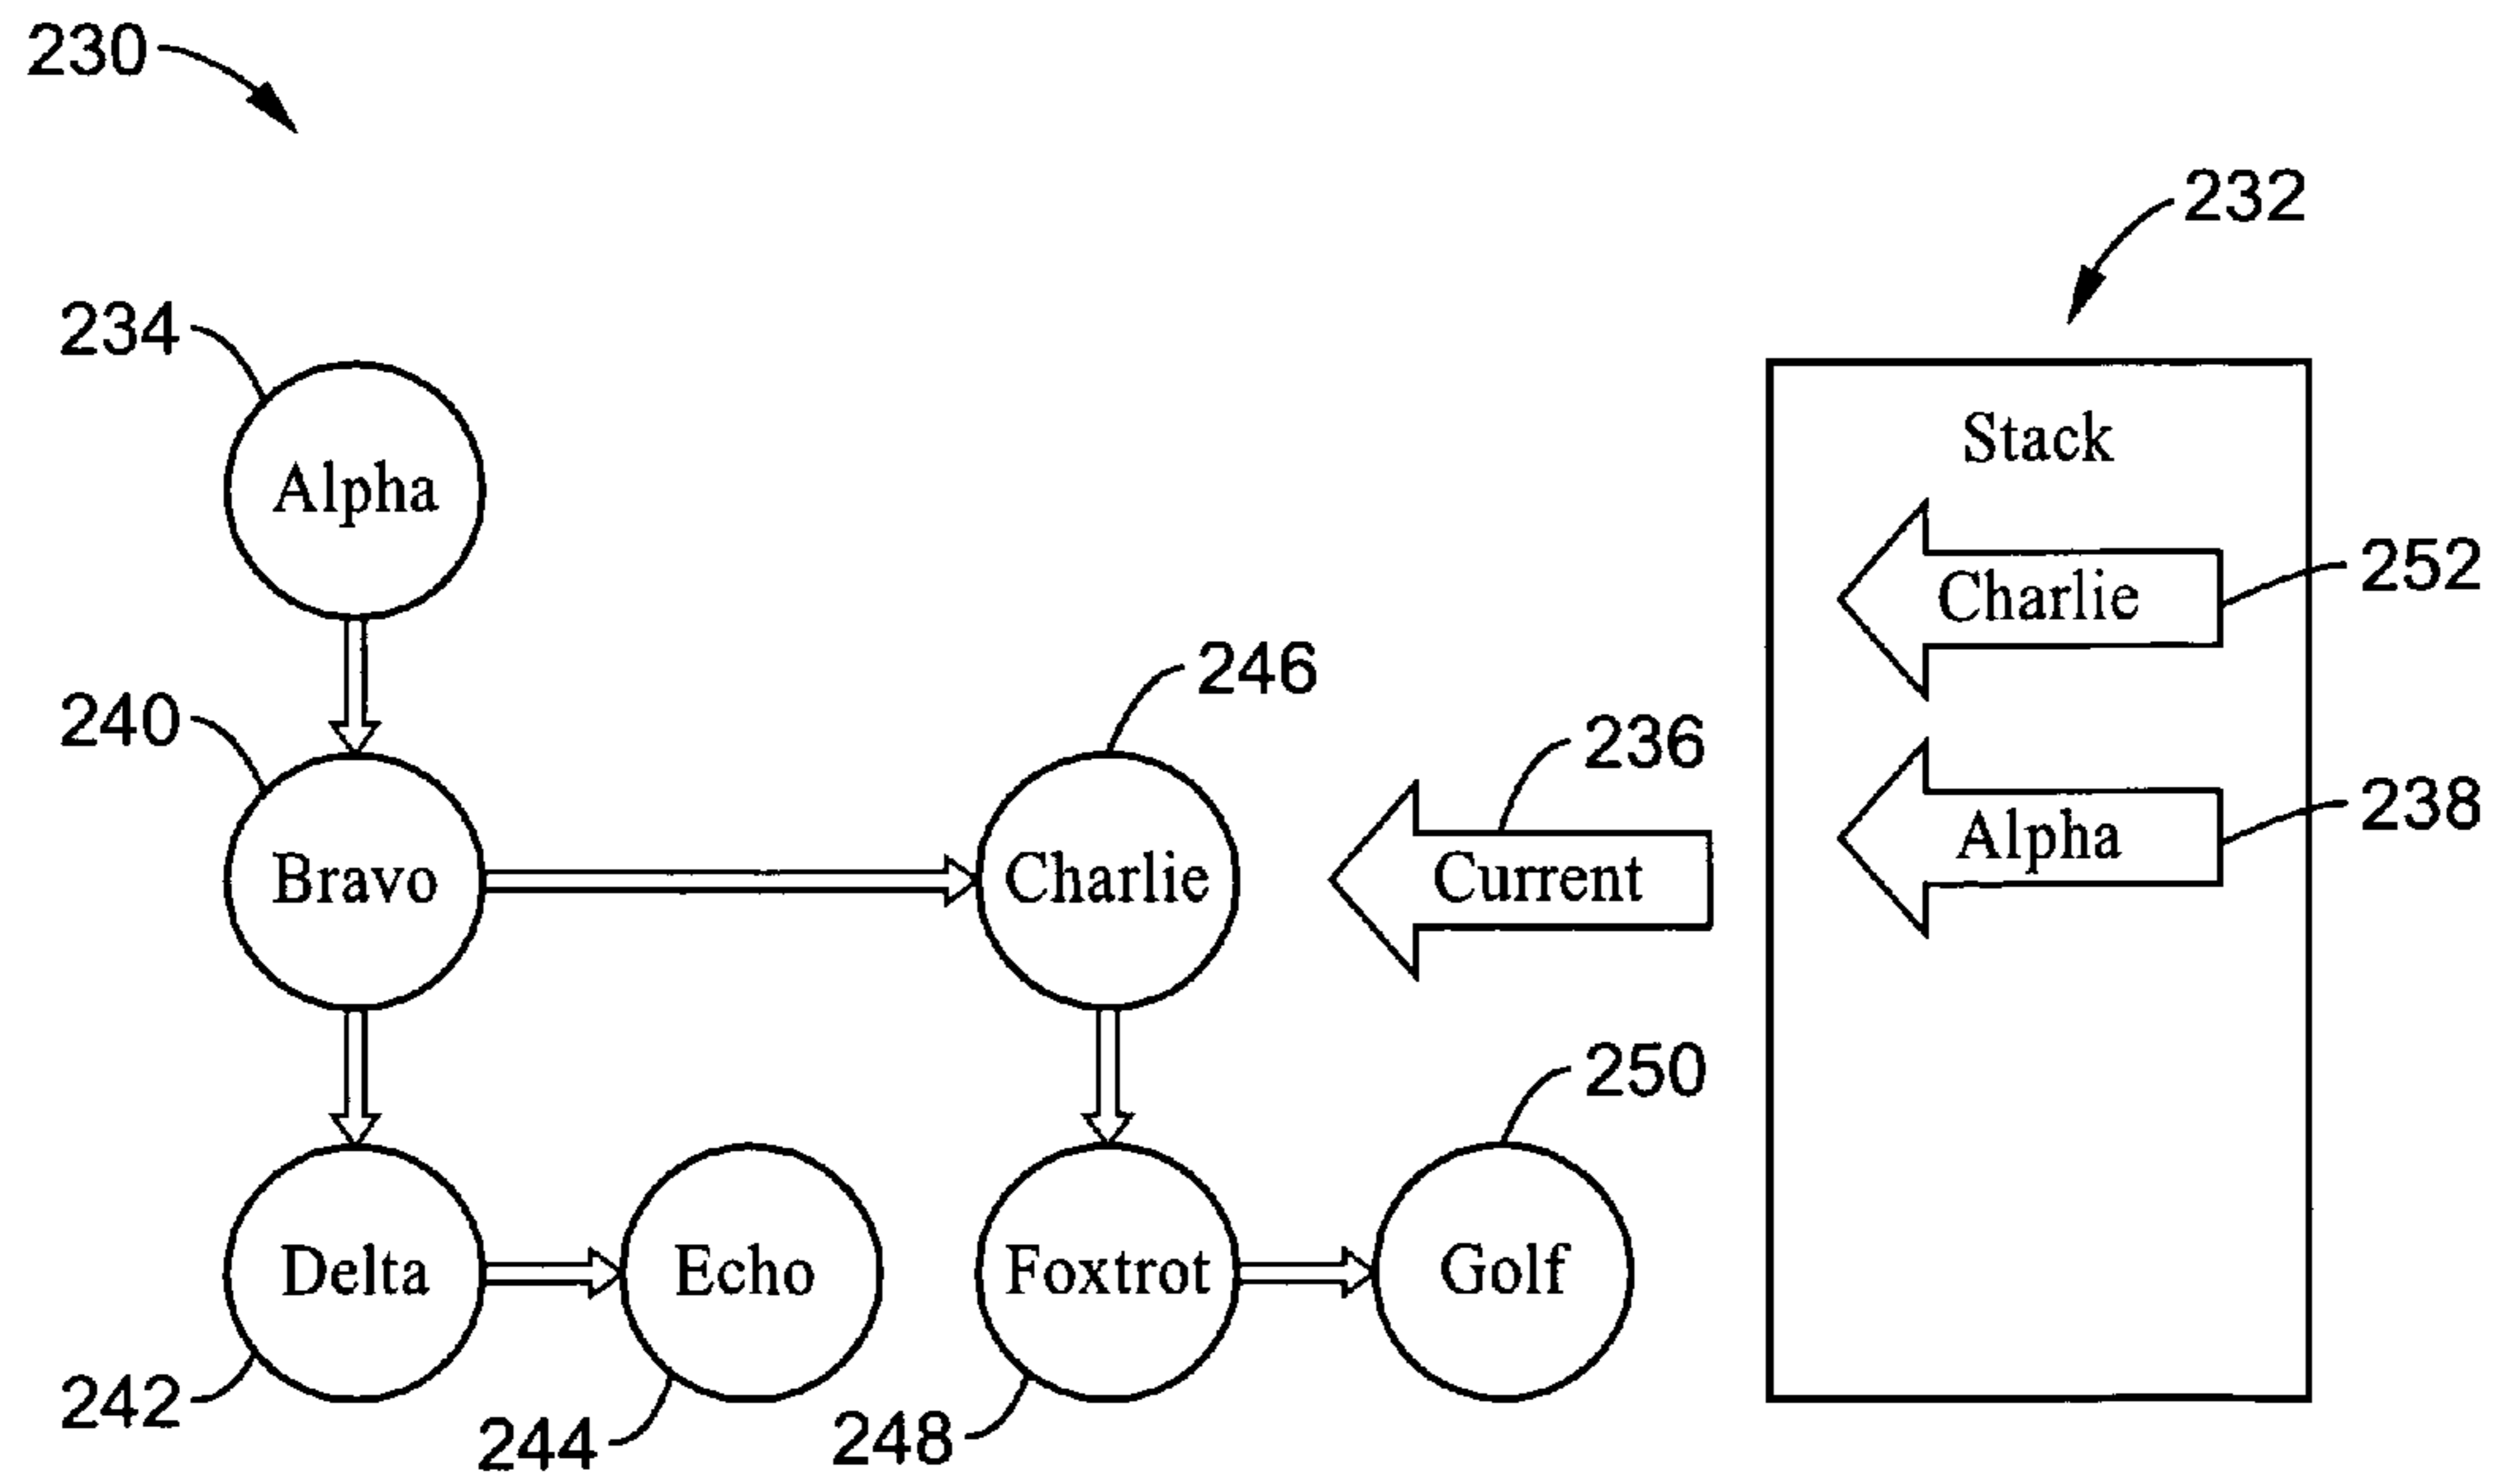 230
232
234
Alpha
Stack
Charlie
252
246
240
236
238
Alpha
Bravo
Charlie
Current
250
Delta
Echo
Foxtrot
Golf
242
244
248